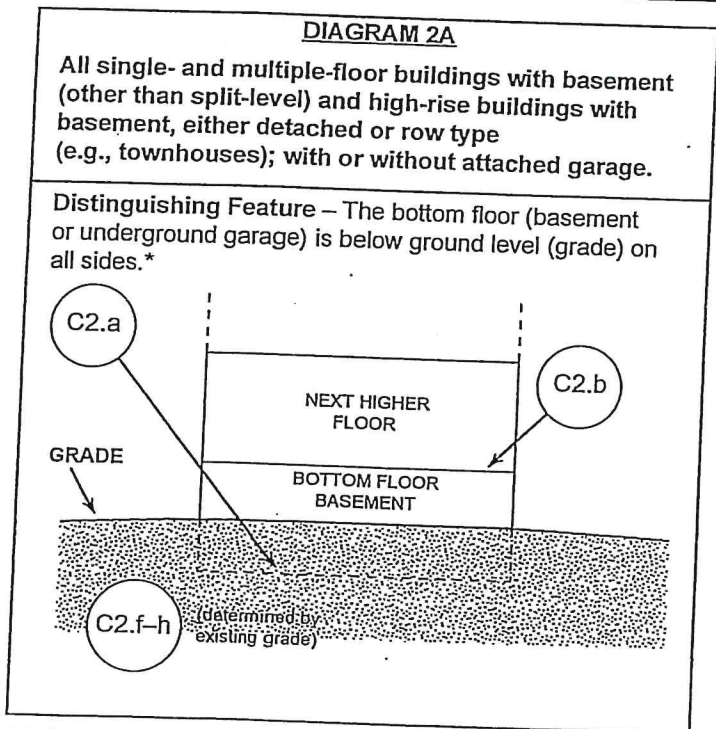 DIAGRAM 2A
All single- and multiple-floor buildings with basement
(other than split-level) and high-rise buildings with
basement, either detached or row type
(e.g., townhouses); with or without attached garage.
Distinguishing Feature – The bottom floor (basement
or underground garage) is below ground level (grade) on
all sides.*
C2.a
C2.b
NEXT HIGHER
FLOOR
GRADE
BOTTOM FLOOR
BASEMENT
C2.f–h
(determined by
existing grade)